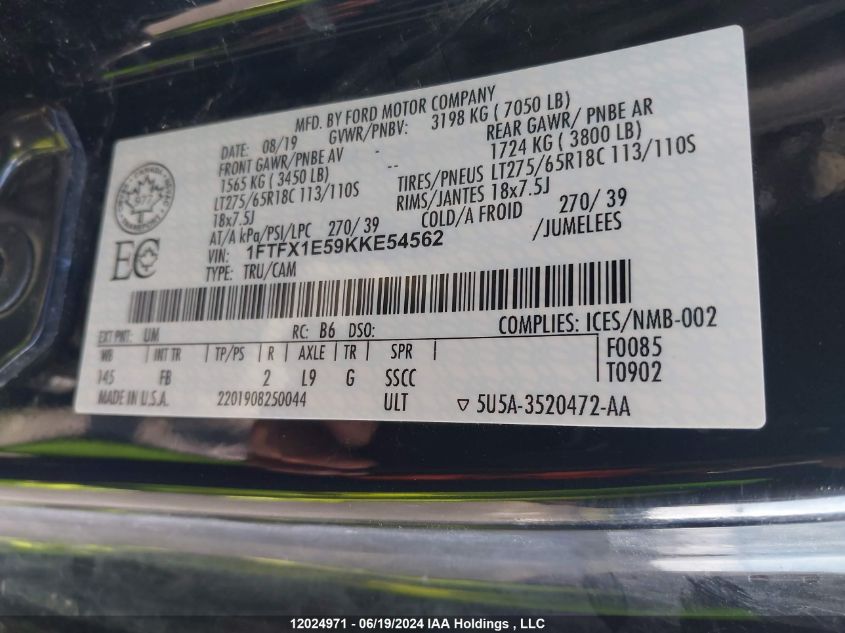 MFD. BY FORD MOTOR COMPANY
DATE: 08/19 GVWR/PNBV: 3198 KG ( 7050 LB)
FRONT GAWR/PNBE AV - REAR GAWR/ PNBE AR
1565 KG ( 3450 LB) -- 1724 KG ( 3800 LB)
LT275/65R18C 113/110S TIRES/PNEUS LT275/65R18C 113/110S
18x7.5J RIMS/JANTES 18x7.5J
AT/A kPa/PSI/LPC 270/ 39 COLD/A FROID 270/ 39
VIN: 1FTFX1E59KKE54562 /JUMELEES
TYPE: TRU/CAM
977
EC
EXT PNT: UM RC: B6 DSO: COMPLIES: ICES/NMB-002
WB INT TR TP/PS R AXLE TR SPR F0085
145 FB 2 L9 G SSCC T0902
MADE IN U.S.A. 2201908250044 ULT ▽ 5U5A-3520472-AA
12024971 - 06/19/2024 IAA Holdings , LLC